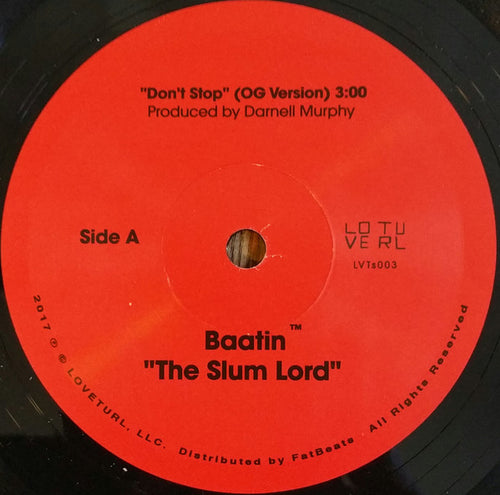 "Don't Stop" (OG Version) 3:00
Produced by Darnell Murphy
Side A
LO TU
VE RL
LVTs003
Baatin™
"The Slum Lord"
2017 ℗ © LOVETURL, LLC. Distributed by FatBeats. All Rights Reserved